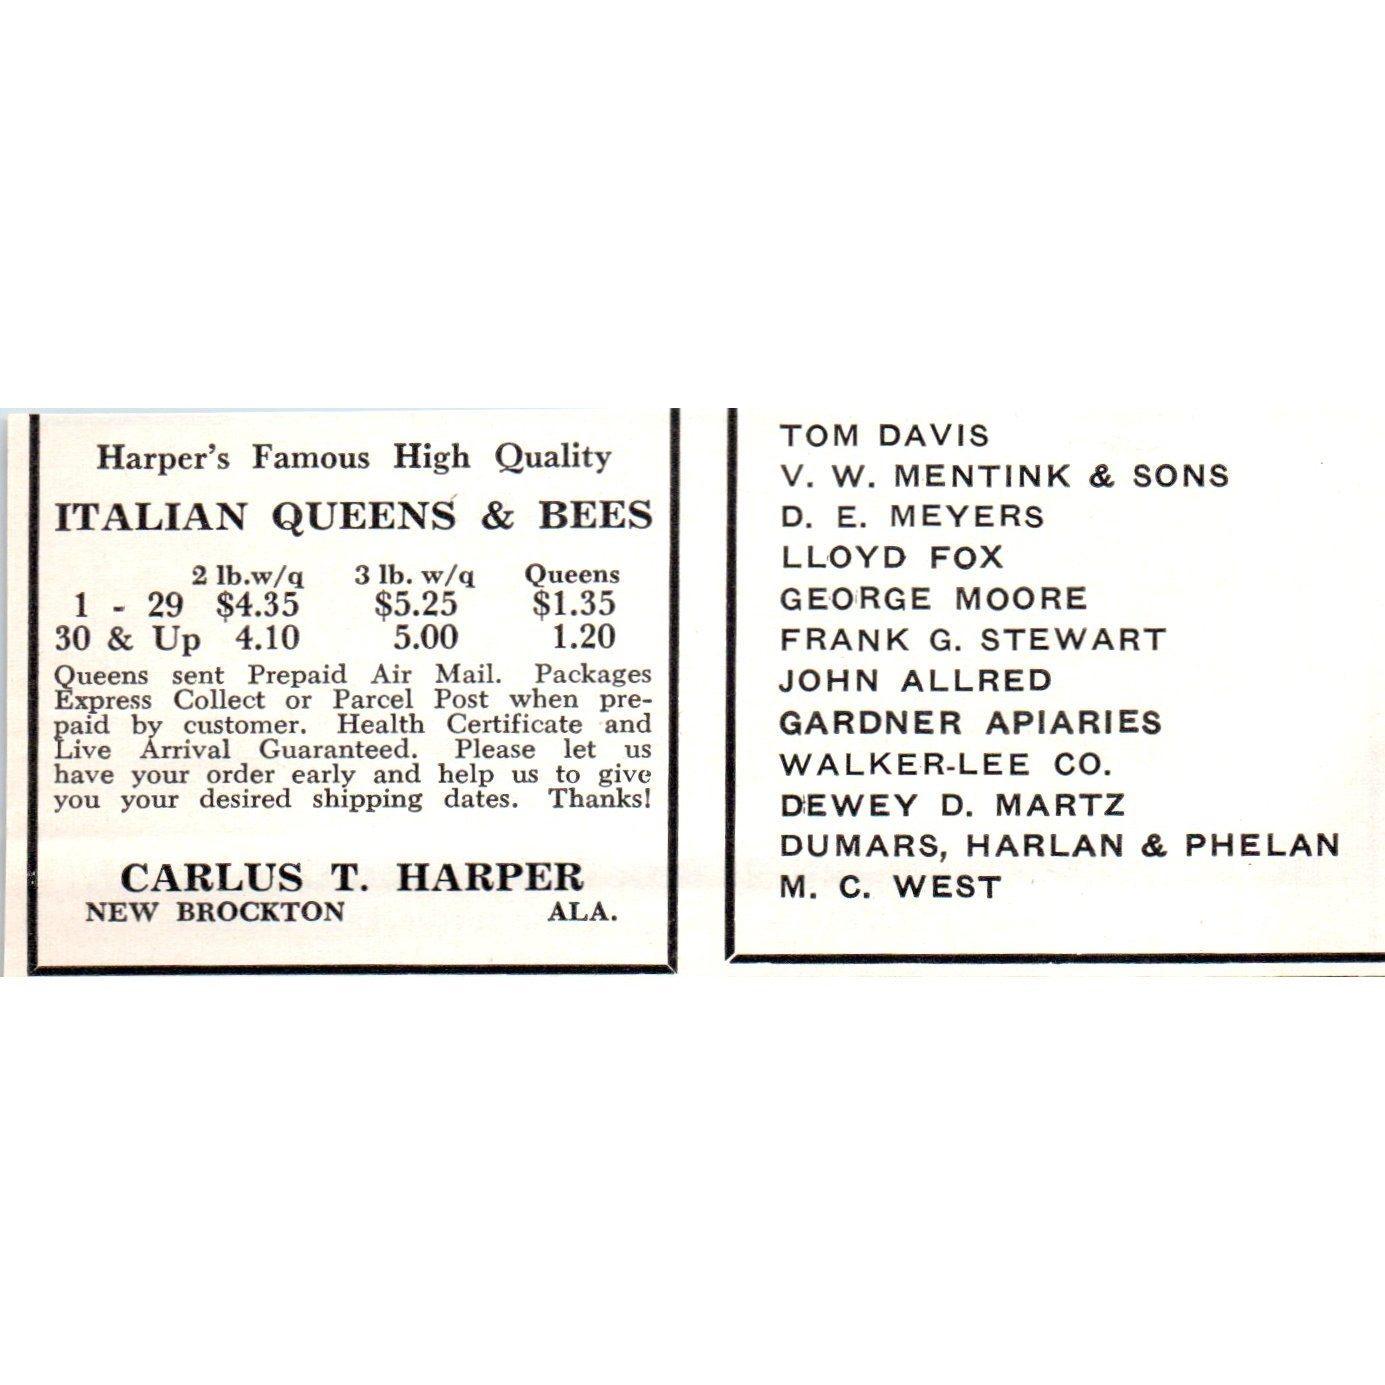 Harper's Famous High Quality
ITALIAN QUEENS & BEES
2 lb.w/q 3 lb. w/q Queens
1 - 29 $4.35 $5.25 $1.35
30 & Up 4.10 5.00 1.20
Queens sent Prepaid Air Mail. Packages
Express Collect or Parcel Post when pre-
paid by customer. Health Certificate and
Live Arrival Guaranteed. Please let us
have your order early and help us to give
you your desired shipping dates. Thanks!
CARLUS T. HARPER
NEW BROCKTON ALA.
TOM DAVIS
V. W. MENTINK & SONS
D. E. MEYERS
LLOYD FOX
GEORGE MOORE
FRANK G. STEWART
JOHN ALLRED
GARDNER APIARIES
WALKER-LEE CO.
DEWEY D. MARTZ
DUMARS, HARLAN & PHELAN
M. C. WEST